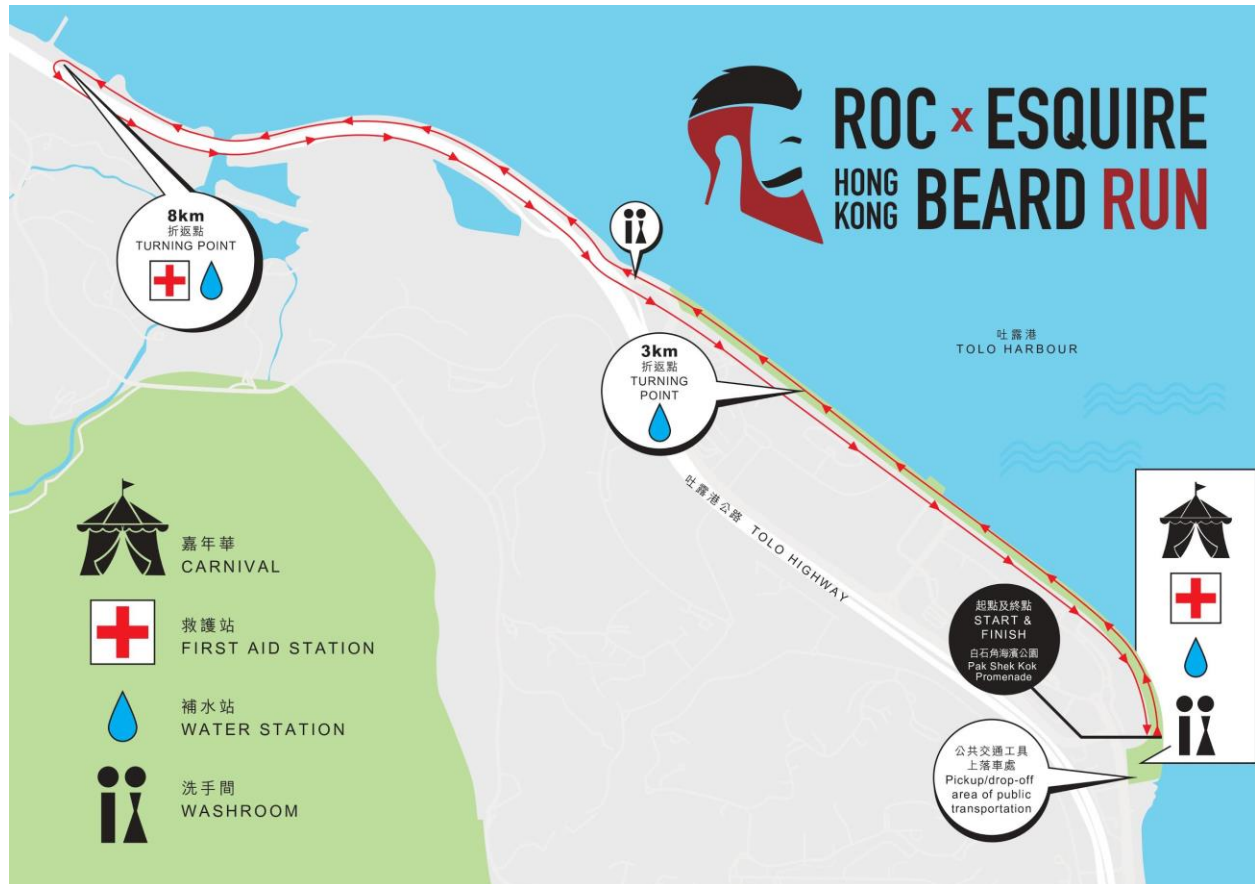 ROC x ESQUIRE
HONG KONG BEARD RUN
8km
折返點
TURNING POINT
3km
折返點
TURNING
POINT
吐露港
TOLO HARBOUR
吐露港公路 TOLO HIGHWAY
嘉年華
CARNIVAL
救護站
FIRST AID STATION
補水站
WATER STATION
洗手間
WASHROOM
起點及終點
START &
FINISH
白石角海濱公園
Pak Shek Kok
Promenade
公共交通工具
上落車處
Pickup/drop-off
area of public
transportation